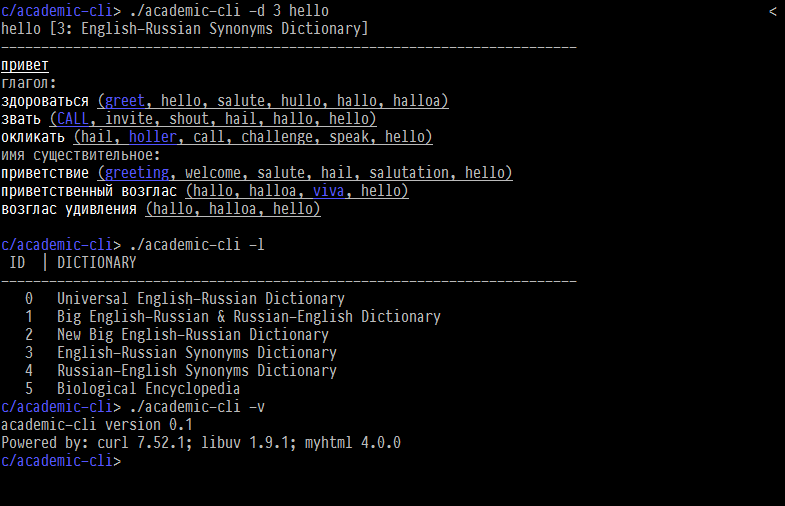 c/academic-cli> ./academic-cli -d 3 hello <
hello [3: English-Russian Synonyms Dictionary]
------------------------------------------------------------------------
привет
глагол:
здороваться (greet, hello, salute, hullo, hallo, halloa)
звать (CALL, invite, shout, hail, hallo, hello)
окликать (hail, holler, call, challenge, speak, hello)
имя существительное:
приветствие (greeting, welcome, salute, hail, salutation, hello)
приветственный возглас (hallo, halloa, viva, hello)
возглас удивления (hallo, halloa, hello)
c/academic-cli> ./academic-cli -l
ID | DICTIONARY
------------------------------------------------------------------------
0 Universal English-Russian Dictionary
1 Big English-Russian & Russian-English Dictionary
2 New Big English-Russian Dictionary
3 English-Russian Synonyms Dictionary
4 Russian-English Synonyms Dictionary
5 Biological Encyclopedia
c/academic-cli> ./academic-cli -v
academic-cli version 0.1
Powered by: curl 7.52.1; libuv 1.9.1; myhtml 4.0.0
c/academic-cli>